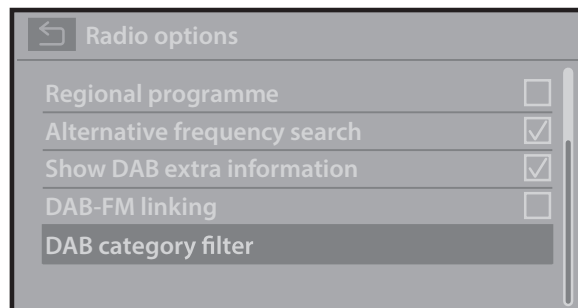 Radio options
Regional programme
Alternative frequency search
Show DAB extra information
DAB-FM linking
DAB category filter